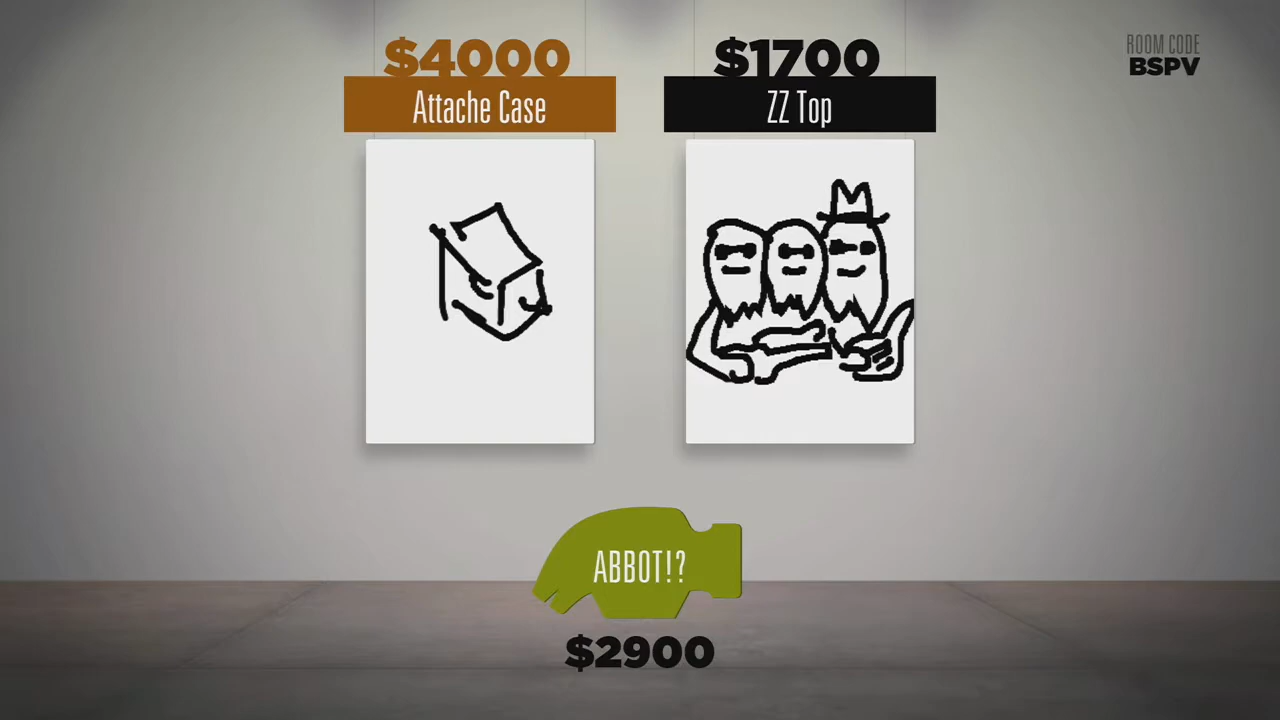 $4000
Attache Case
$1700
ZZ Top
ROOM CODE
BSPV
ABBOT!?
$2900